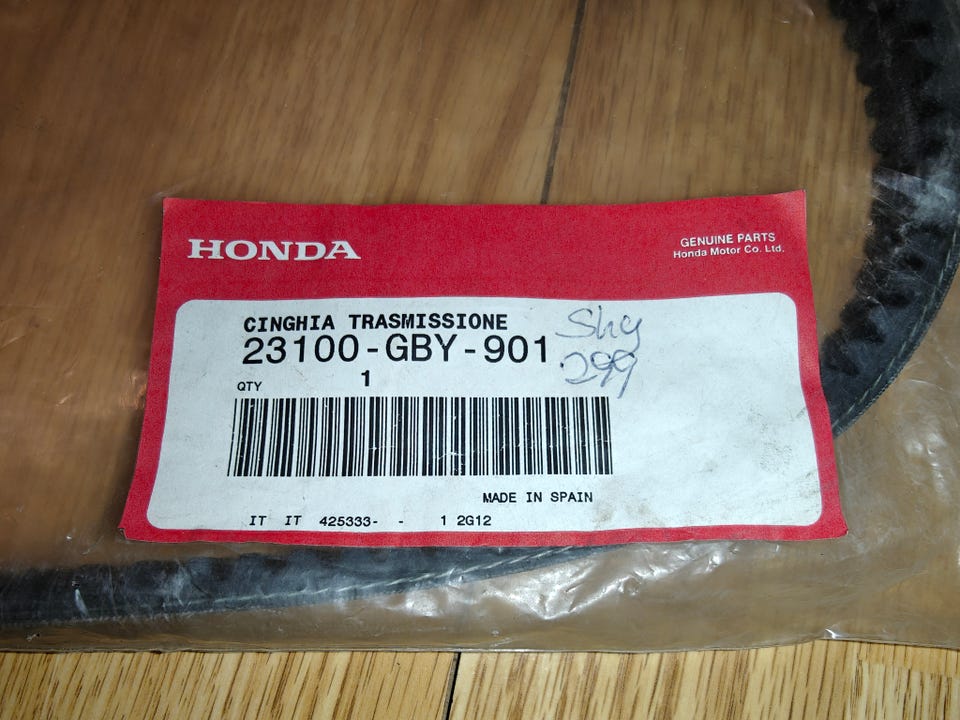 HONDA
GENUINE PARTS
Honda Motor Co. Ltd.
CINGHIA TRASMISSIONE
23100-GBY-901
QTY 1
299
MADE IN SPAIN
IT IT 425333- - 1 2G12